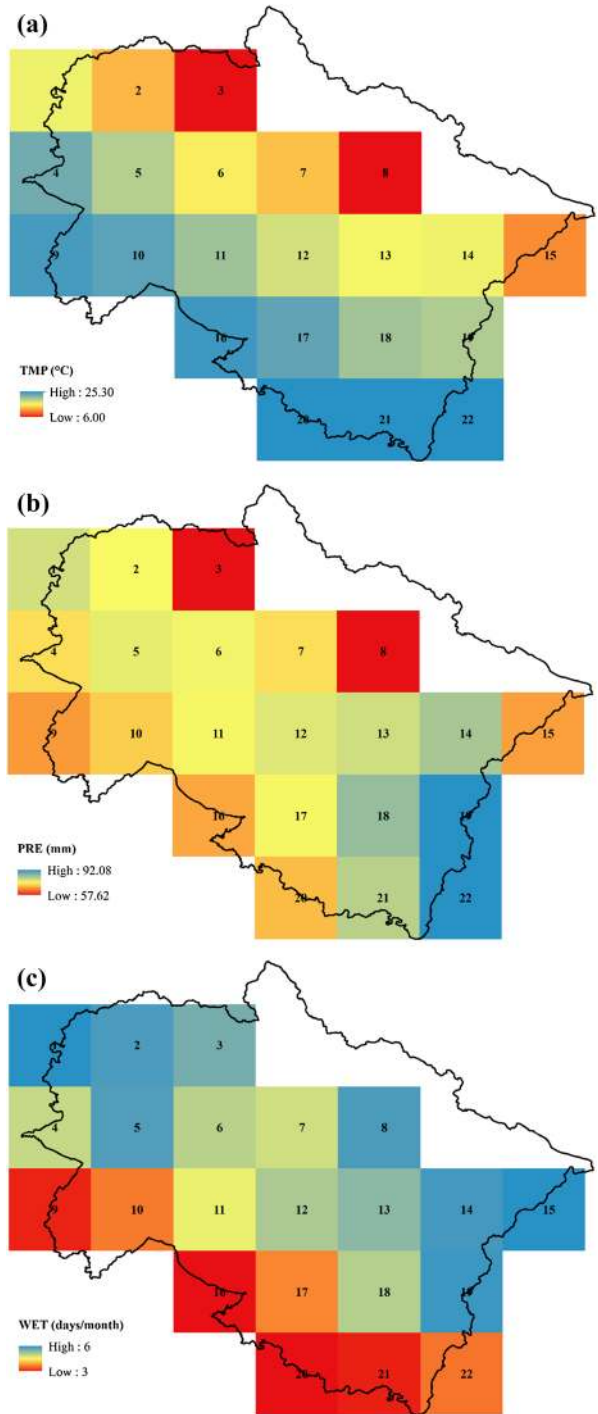 (a)
1 2 3
4 5 6 7 8
9 10 11 12 13 14 15
16 17 18 19
TMP (°C)
High : 25.30
Low : 6.00
20 21 22
(b)
1 2 3
4 5 6 7 8
9 10 11 12 13 14 15
16 17 18 19
PRE (mm)
High : 92.08
Low : 57.62
20 21 22
(c)
1 2 3
4 5 6 7 8
9 10 11 12 13 14 15
16 17 18 19
WET (days/month)
High : 6
Low : 3
20 21 22